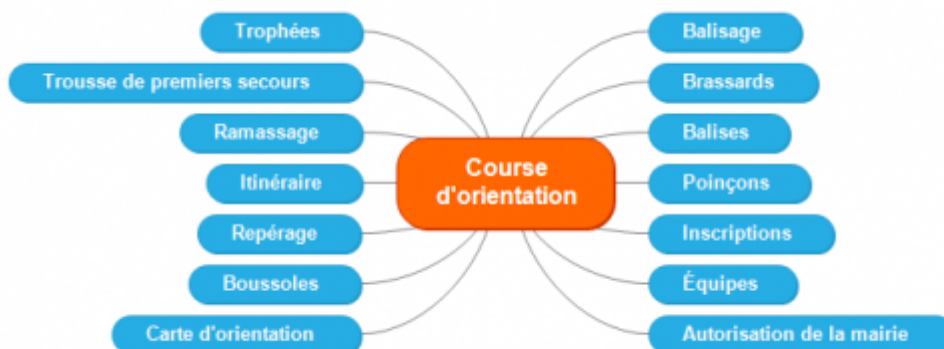 Trophées
Trousse de premiers secours
Ramassage
Itinéraire
Repérage
Boussoles
Carte d'orientation
Course
d'orientation
Balisage
Brassards
Balises
Poinçons
Inscriptions
Équipes
Autorisation de la mairie